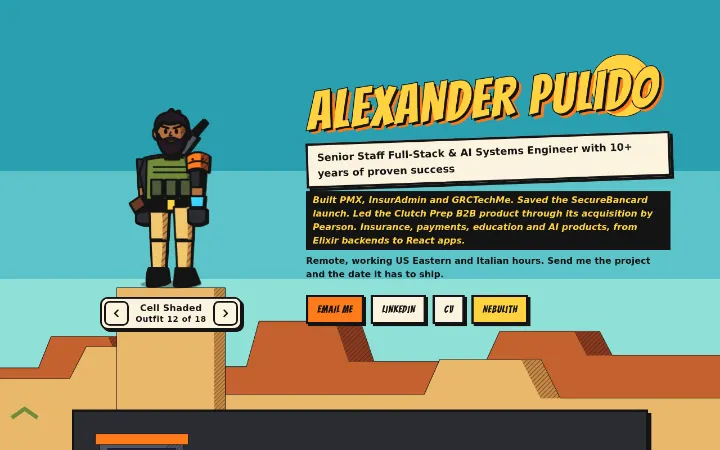 ALEXANDER PULIDO
Senior Staff Full-Stack & AI Systems Engineer with 10+
years of proven success
Built PMX, InsurAdmin and GRCTechMe. Saved the SecureBancard
launch. Led the Clutch Prep B2B product through its acquisition by
Pearson. Insurance, payments, education and AI products, from
Elixir backends to React apps.
Remote, working US Eastern and Italian hours. Send me the project
and the date it has to ship.
Cell Shaded
Outfit 12 of 18
EMAIL ME
LINKEDIN
CV
NEBULITH